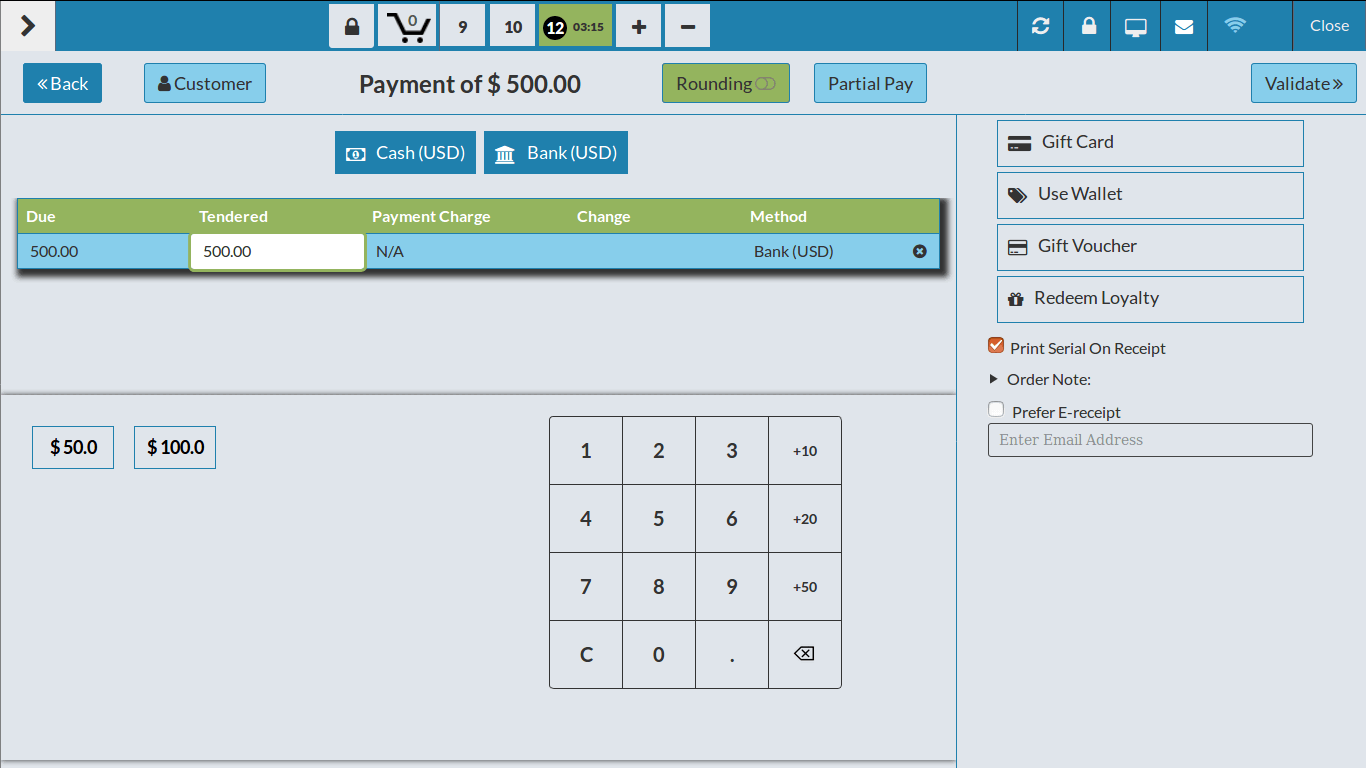 0 9 10 12 03:15 Close
Back Customer Payment of $ 500.00 Rounding Partial Pay Validate
Cash (USD) Bank (USD)
Due Tendered Payment Charge Change Method
500.00 500.00 N/A Bank (USD)
Gift Card
Use Wallet
Gift Voucher
Redeem Loyalty
Print Serial On Receipt
Order Note:
Prefer E-receipt
Enter Email Address
$ 50.0 $ 100.0
1 2 3 +10
4 5 6 +20
7 8 9 +50
C 0 .